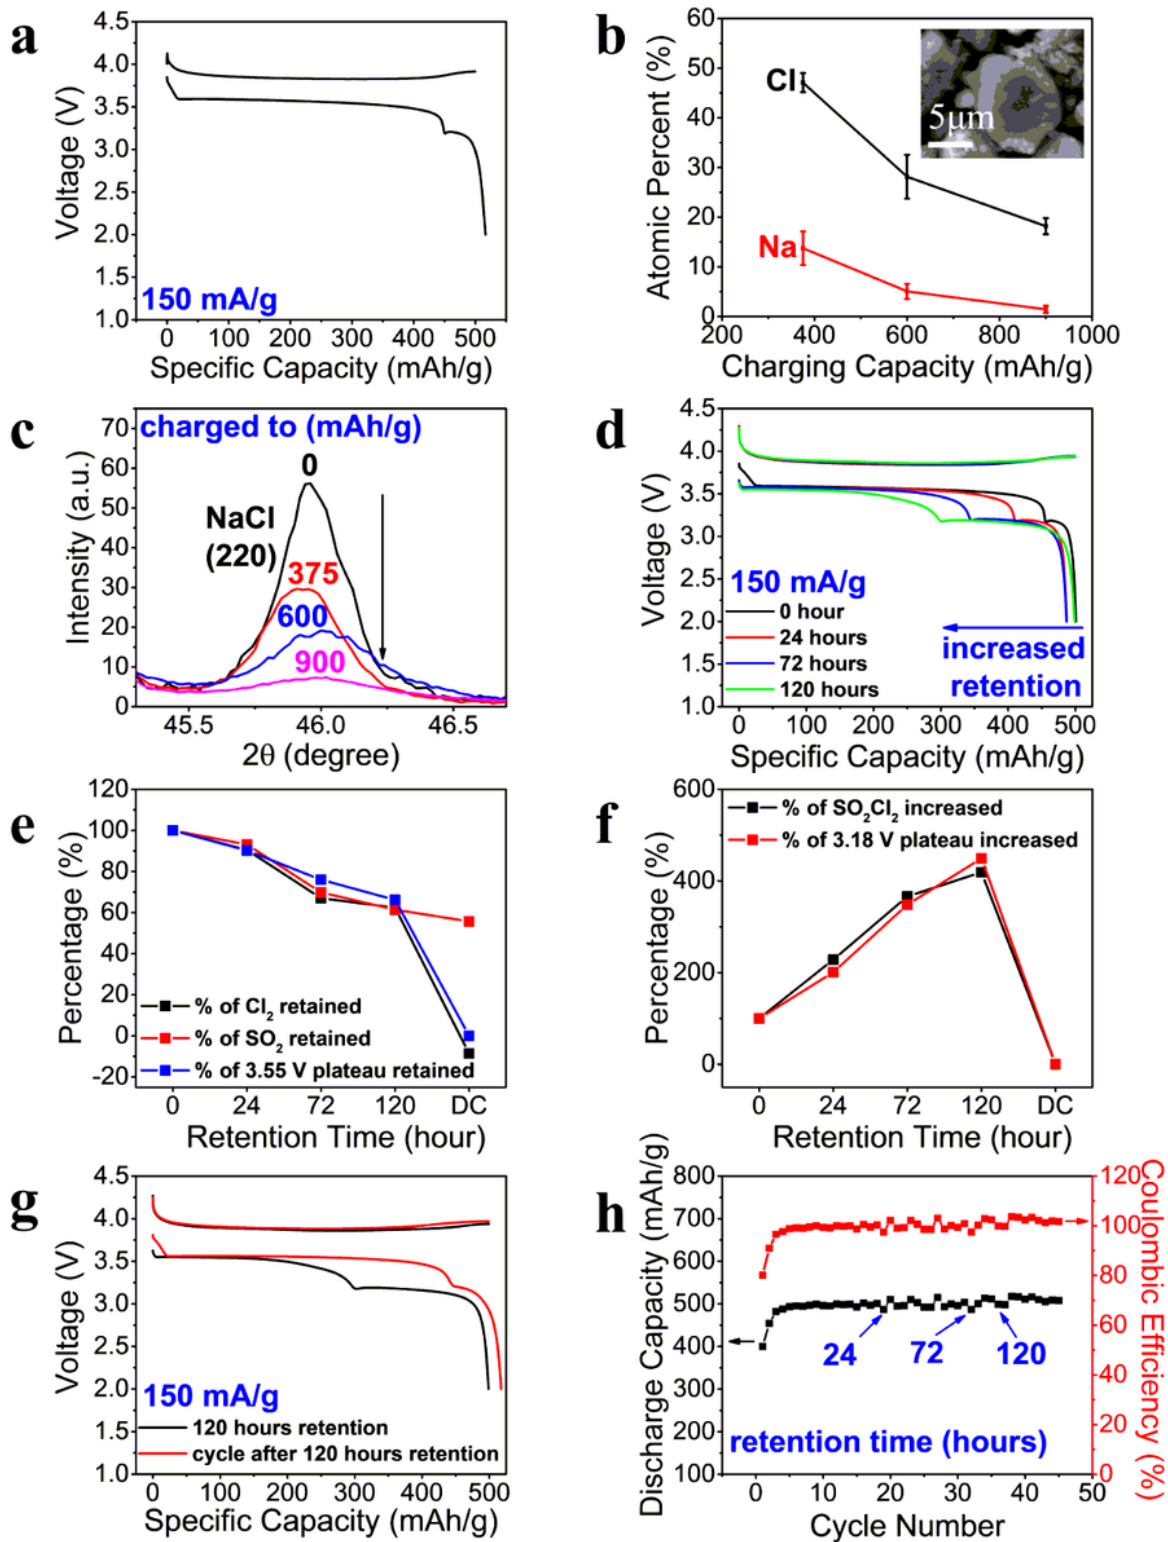 a
4.5
4.0
3.5
3.0
2.5
2.0
1.5
1.0
Voltage (V)
150 mA/g
0 100 200 300 400 500
Specific Capacity (mAh/g)
b
60
50
40
30
20
10
0
Atomic Percent (%)
Cl
Na
5μm
200 400 600 800 1000
Charging Capacity (mAh/g)
c
70
60
50
40
30
20
10
0
Intensity (a.u.)
charged to (mAh/g)
0
NaCl
(220)
375
600
900
45.5 46.0 46.5
2θ (degree)
d
4.5
4.0
3.5
3.0
2.5
2.0
1.5
1.0
Voltage (V)
150 mA/g
0 hour
24 hours
72 hours
120 hours
increased
retention
0 100 200 300 400 500
Specific Capacity (mAh/g)
e
120
100
80
60
40
20
0
-20
Percentage (%)
% of Cl₂ retained
% of SO₂ retained
% of 3.55 V plateau retained
0 24 72 120 DC
Retention Time (hour)
f
600
400
200
0
Percentage (%)
% of SO₂Cl₂ increased
% of 3.18 V plateau increased
0 24 72 120 DC
Retention Time (hour)
g
4.5
4.0
3.5
3.0
2.5
2.0
1.5
1.0
Voltage (V)
150 mA/g
120 hours retention
cycle after 120 hours retention
0 100 200 300 400 500
Specific Capacity (mAh/g)
h
800
700
600
500
400
300
200
100
Discharge Capacity (mAh/g)
24
72
120
retention time (hours)
120
100
80
60
40
20
0
Coulombic Efficiency (%)
0 10 20 30 40 50
Cycle Number